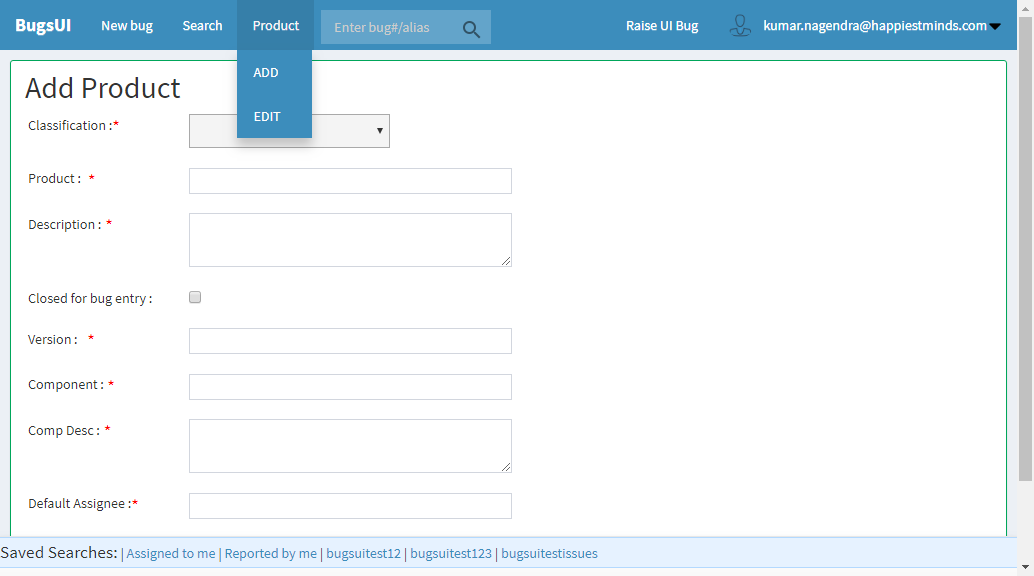 BugsUI New bug Search Product Enter bug#/alias Raise UI Bug kumar.nagendra@happiestminds.com
ADD
EDIT
Add Product
Classification :*
Product : *
Description : *
Closed for bug entry :
Version : *
Component : *
Comp Desc : *
Default Assignee :*
Saved Searches: | Assigned to me | Reported by me | bugsuitest12 | bugsuitest123 | bugsuitestissues